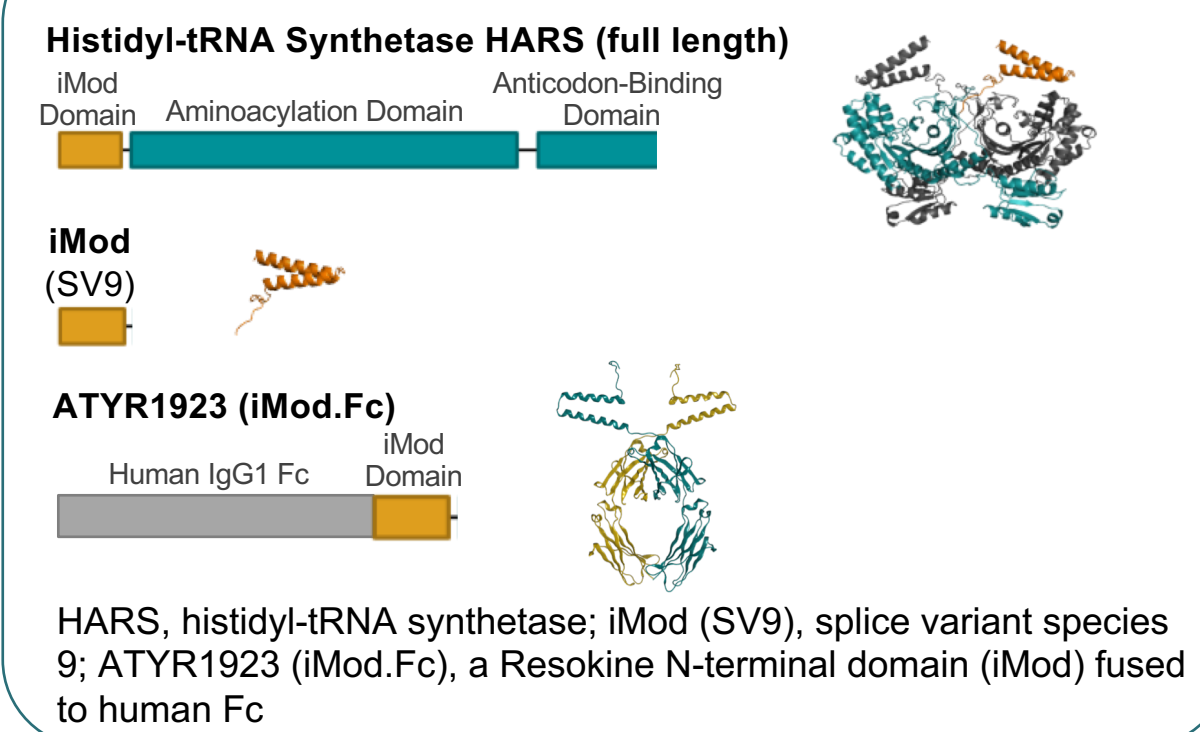 Histidyl-tRNA Synthetase HARS (full length)
iMod
Domain
Aminoacylation Domain
Anticodon-Binding
Domain
iMod
(SV9)
ATYR1923 (iMod.Fc)
Human IgG1 Fc
iMod
Domain
HARS, histidyl-tRNA synthetase; iMod (SV9), splice variant species
9; ATYR1923 (iMod.Fc), a Resokine N-terminal domain (iMod) fused
to human Fc